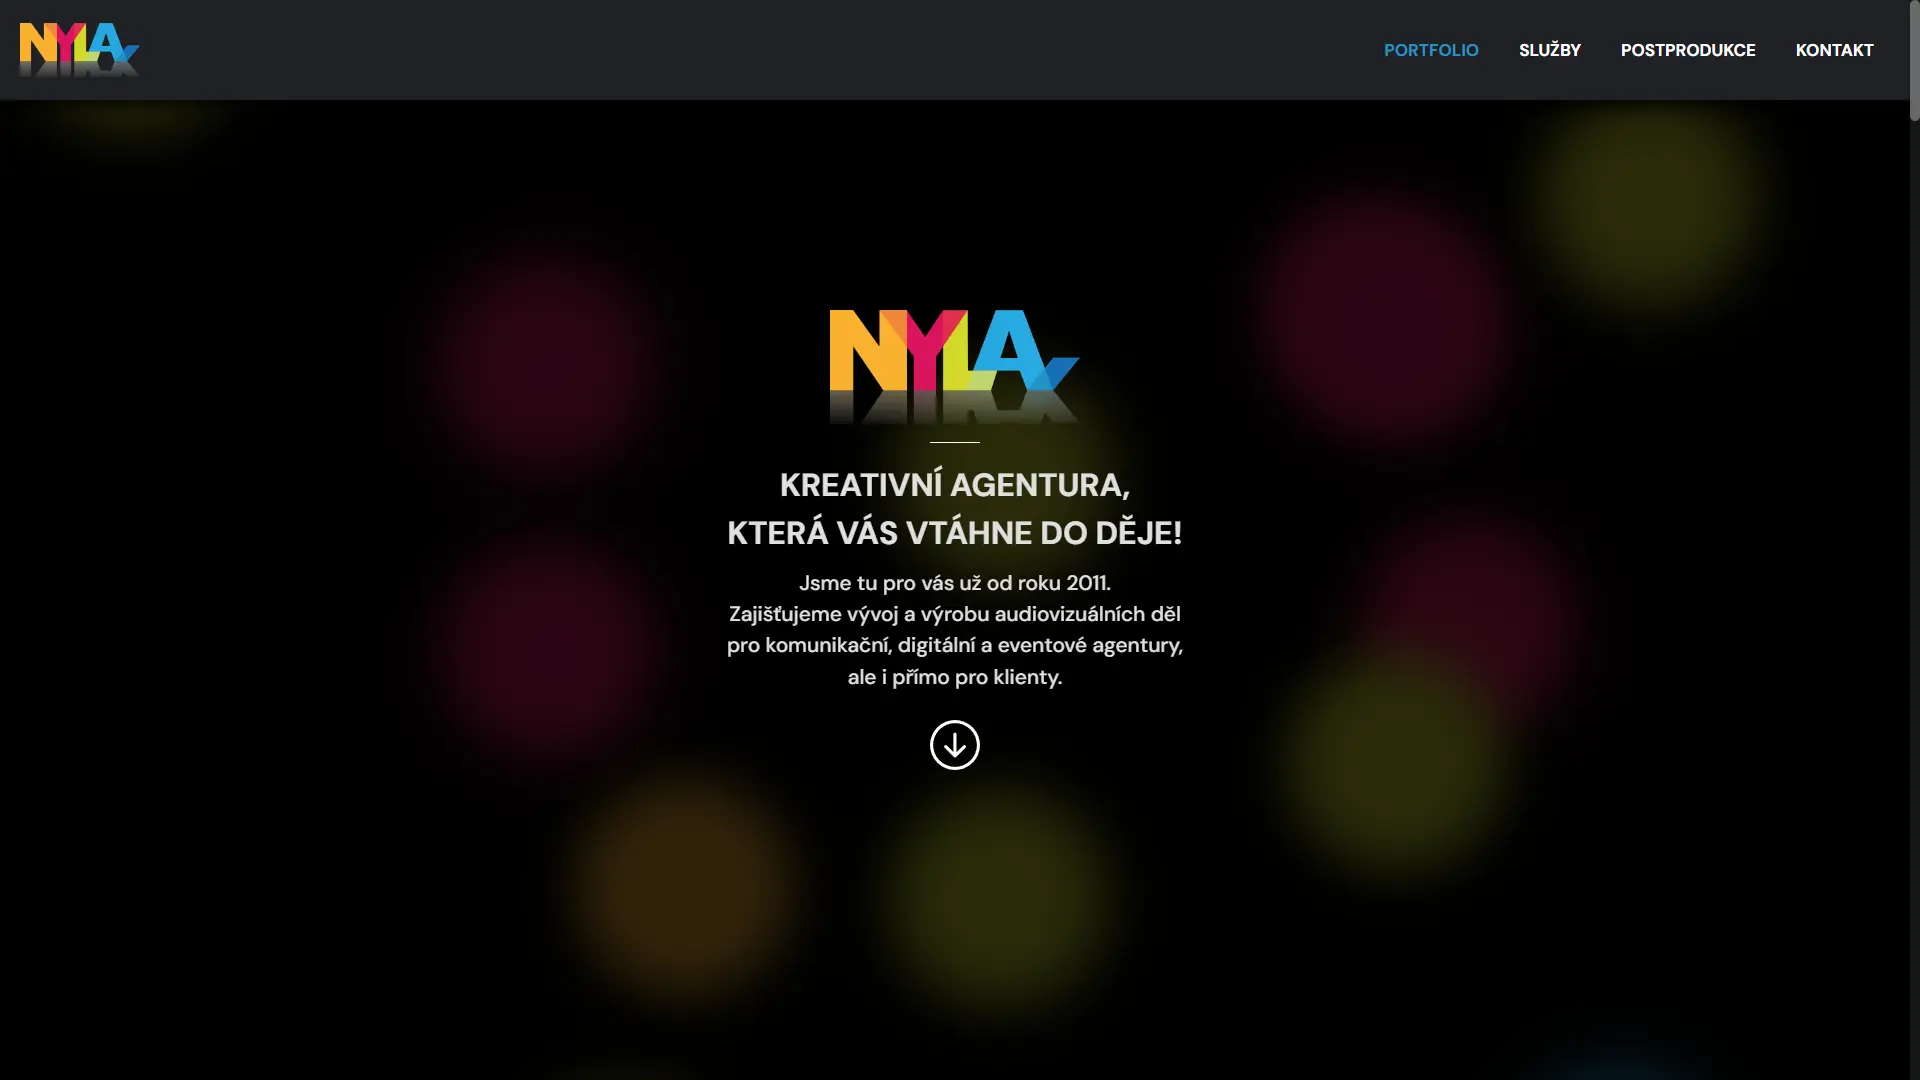 NYLA
PORTFOLIO
SLUŽBY
POSTPRODUKCE
KONTAKT
NYLA
KREATIVNÍ AGENTURA,
KTERÁ VÁS VTÁHNE DO DĚJE!
Jsme tu pro vás už od roku 2011.
Zajišťujeme vývoj a výrobu audiovizuálních děl
pro komunikační, digitální a eventové agentury,
ale i přímo pro klienty.